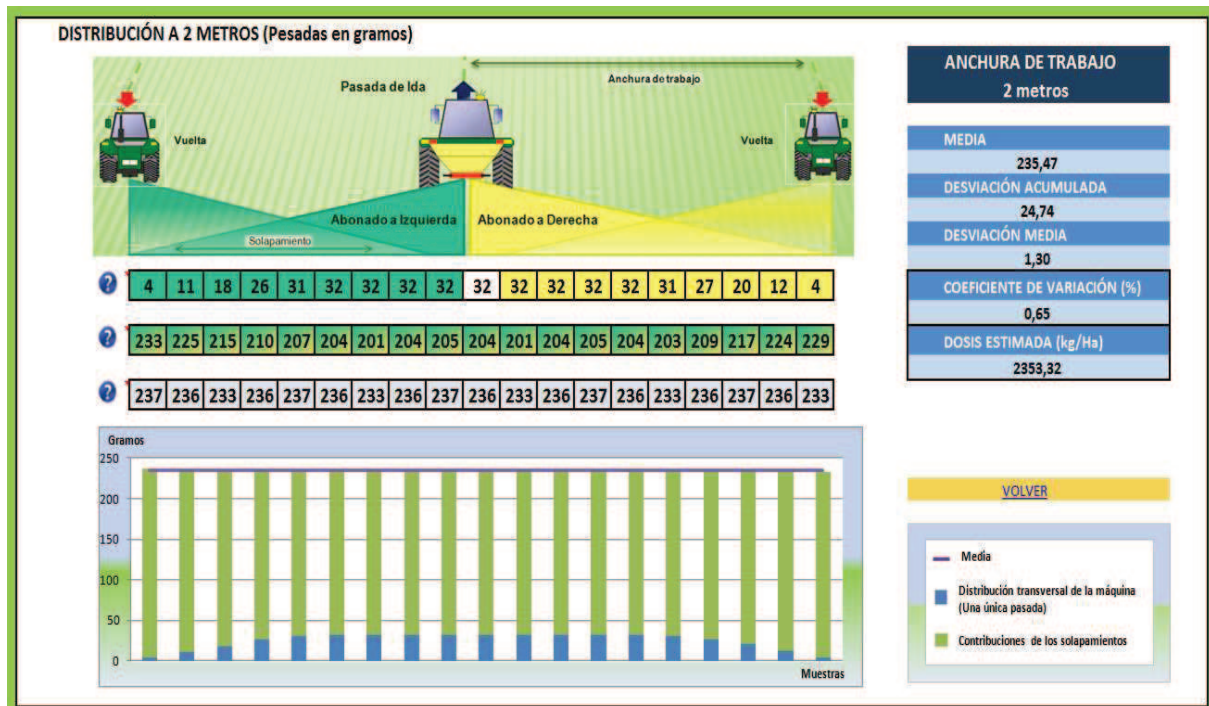 DISTRIBUCIÓN A 2 METROS (Pesadas en gramos)
Pasada de Ida
Anchura de trabajo
Vuelta
Vuelta
Abonado a Izquierda
Abonado a Derecha
Solapamiento
? 4 11 18 26 31 32 32 32 32 32 32 32 32 32 31 27 20 12 4
? 233 225 215 210 207 204 201 204 205 204 201 204 205 204 203 209 217 224 229
? 237 236 233 236 237 236 233 236 237 236 233 236 237 236 233 236 237 236 233
Gramos
250
200
150
100
50
0
Muestras
ANCHURA DE TRABAJO
2 metros
MEDIA
235,47
DESVIACIÓN ACUMULADA
24,74
DESVIACIÓN MEDIA
1,30
COEFICIENTE DE VARIACIÓN (%)
0,65
DOSIS ESTIMADA (kg/Ha)
2353,32
VOLVER
Media
Distribución transversal de la máquina
(Una única pasada)
Contribuciones de los solapamientos